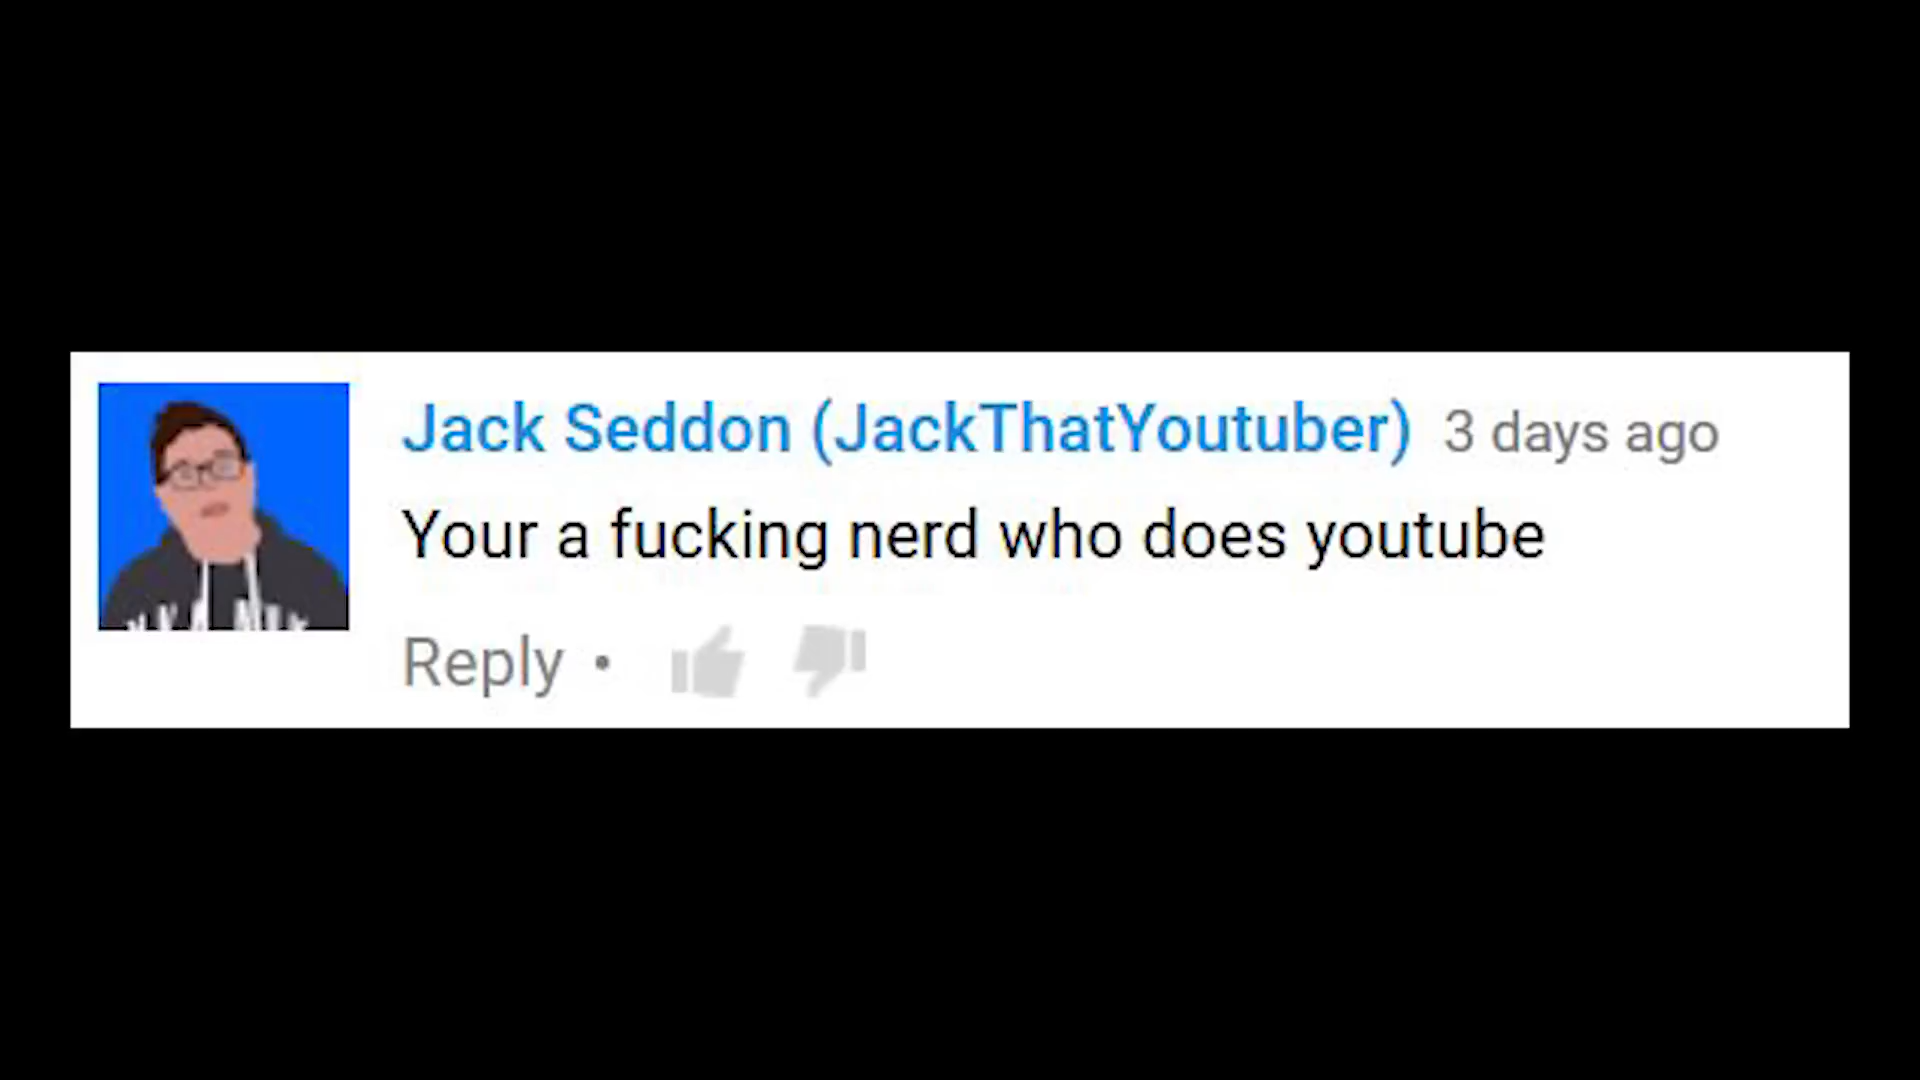 Jack Seddon (JackThatYoutuber) 3 days ago
Your a fucking nerd who does youtube
Reply •